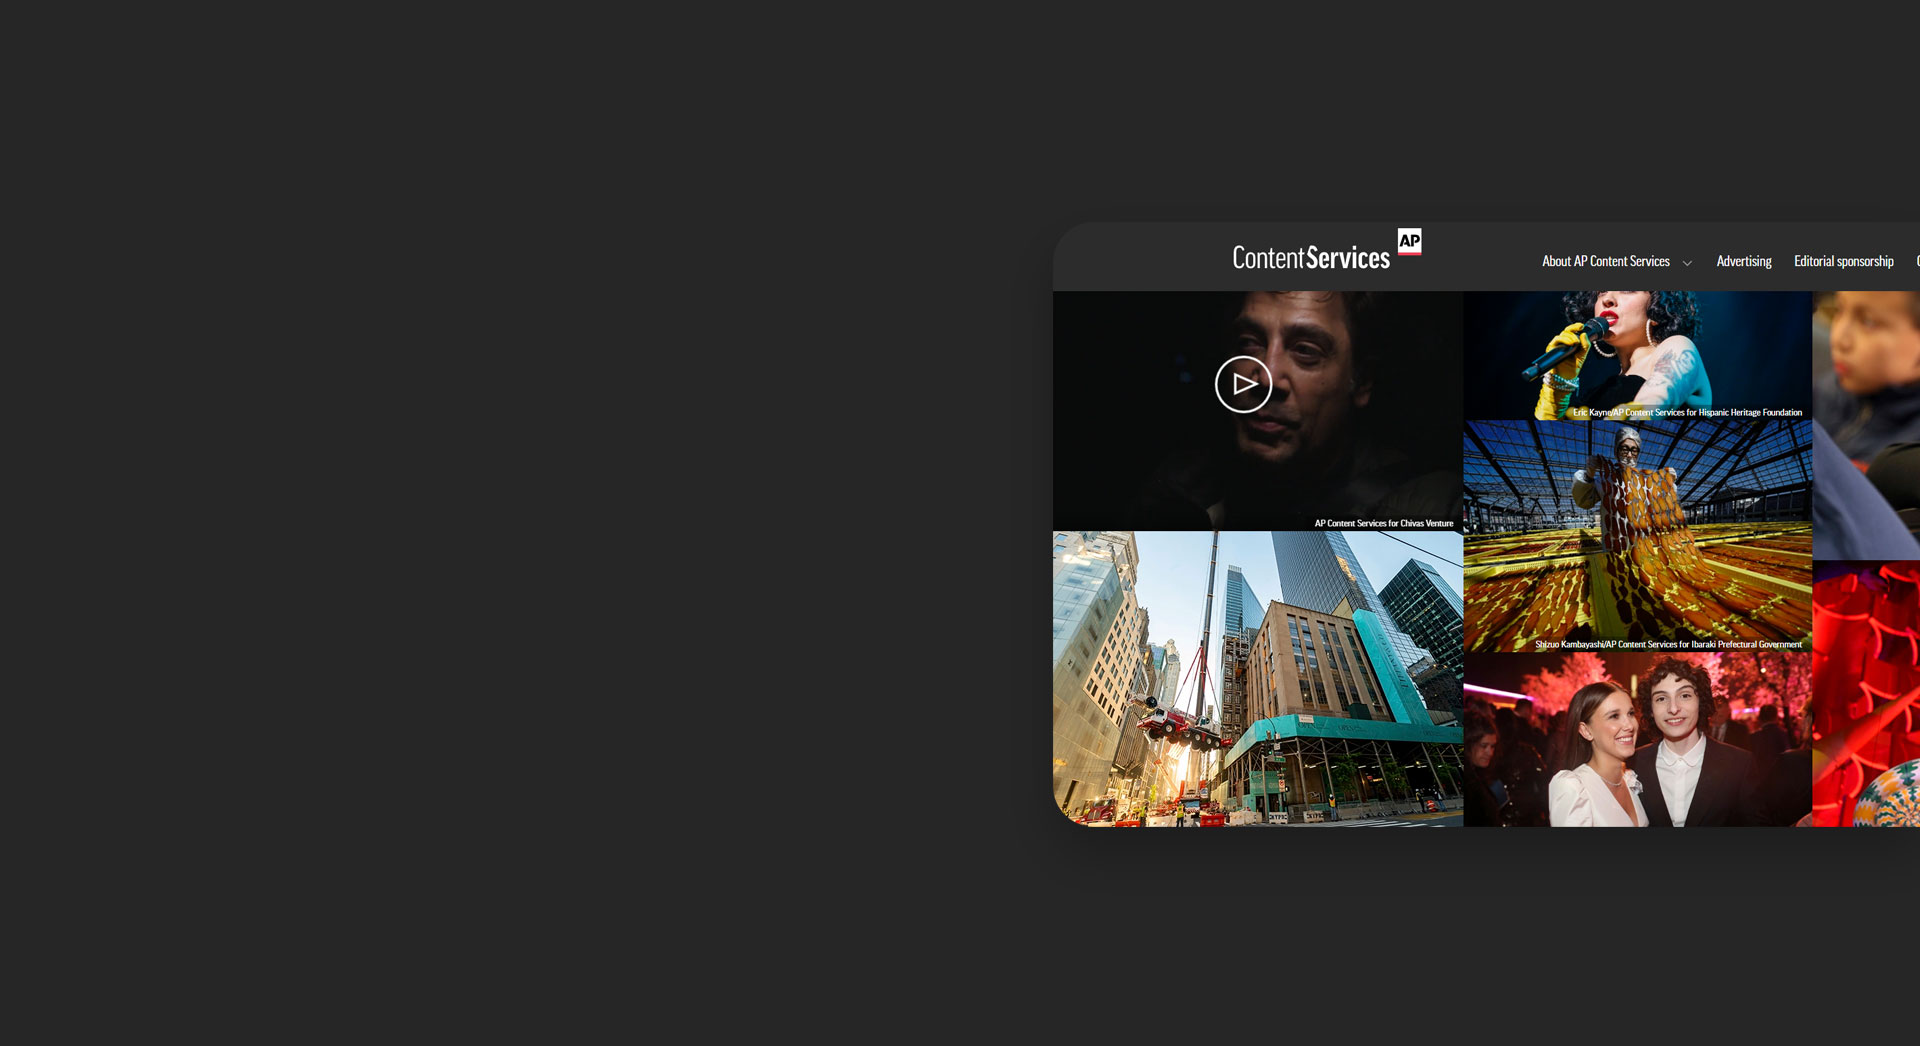 ContentServices AP
About AP Content Services
Advertising
Editorial sponsorship
Eric Kayne/AP Content Services for Hispanic Heritage Foundation
AP Content Services for Chivas Venture
Shizuo Kambayashi/AP Content Services for Ibaraki Prefectural Government